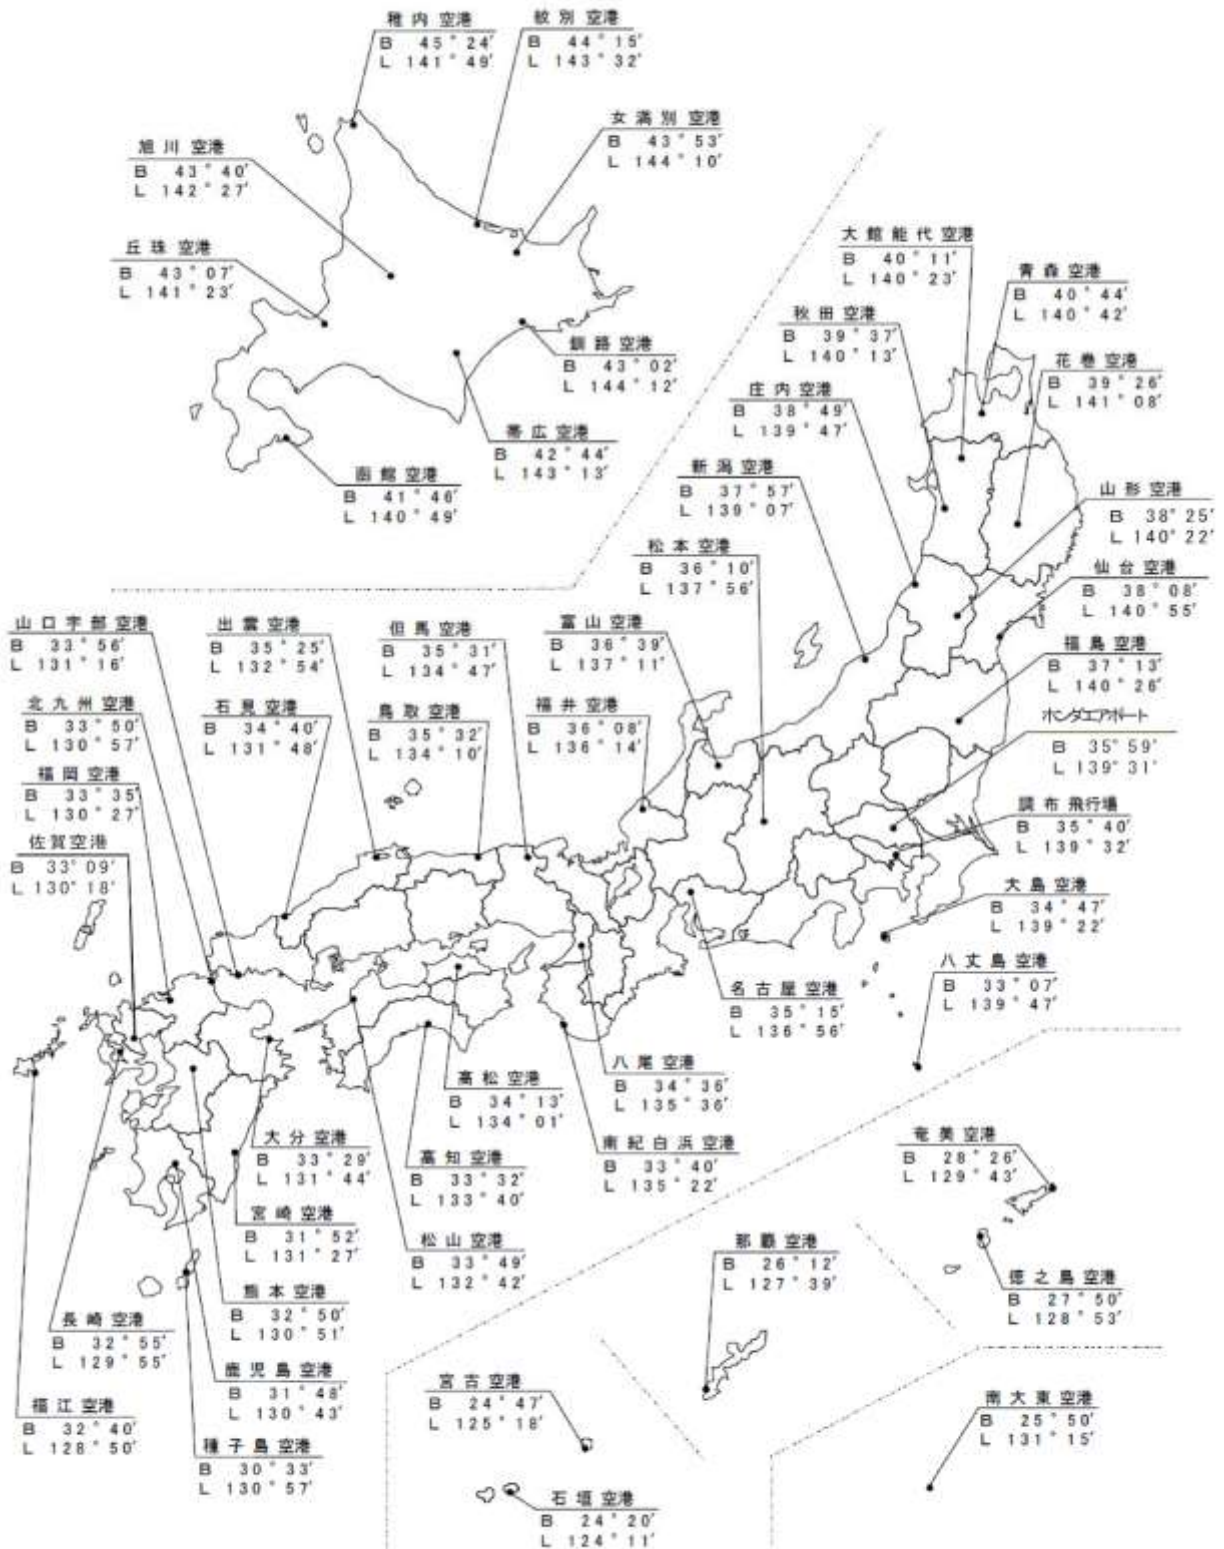 稚内空港
B 45°24′
L 141°49′
紋別空港
B 44°15′
L 143°32′
女満別空港
B 43°53′
L 144°10′
旭川空港
B 43°40′
L 142°27′
丘珠空港
B 43°07′
L 141°23′
釧路空港
B 43°02′
L 144°12′
帯広空港
B 42°44′
L 143°13′
函館空港
B 41°46′
L 140°49′
大館能代空港
B 40°11′
L 140°23′
青森空港
B 40°44′
L 140°42′
秋田空港
B 39°37′
L 140°13′
花巻空港
B 39°26′
L 141°08′
庄内空港
B 38°49′
L 139°47′
新潟空港
B 37°57′
L 139°07′
山形空港
B 38°25′
L 140°22′
松本空港
B 36°10′
L 137°56′
仙台空港
B 38°08′
L 140°55′
山口宇部空港
B 33°56′
L 131°16′
出雲空港
B 35°25′
L 132°54′
但馬空港
B 35°31′
L 134°47′
富山空港
B 36°39′
L 137°11′
福島空港
B 37°13′
L 140°26′
北九州空港
B 33°50′
L 130°57′
石見空港
B 34°40′
L 131°48′
鳥取空港
B 35°32′
L 134°10′
福井空港
B 36°08′
L 136°14′
ホンダエアポート
B 35°59′
L 139°31′
福岡空港
B 33°35′
L 130°27′
調布飛行場
B 35°40′
L 139°32′
佐賀空港
B 33°09′
L 130°18′
大島空港
B 34°47′
L 139°22′
八丈島空港
B 33°07′
L 139°47′
名古屋空港
B 35°15′
L 136°56′
八尾空港
B 34°36′
L 135°36′
高松空港
B 34°13′
L 134°01′
南紀白浜空港
B 33°40′
L 135°22′
大分空港
B 33°29′
L 131°44′
高知空港
B 33°32′
L 133°40′
奄美空港
B 28°26′
L 129°43′
宮崎空港
B 31°52′
L 131°27′
松山空港
B 33°49′
L 132°42′
那覇空港
B 26°12′
L 127°39′
徳之島空港
B 27°50′
L 128°53′
熊本空港
B 32°50′
L 130°51′
長崎空港
B 32°55′
L 129°55′
鹿児島空港
B 31°48′
L 130°43′
宮古空港
B 24°47′
L 125°18′
南大東空港
B 25°50′
L 131°15′
福江空港
B 32°40′
L 128°50′
種子島空港
B 30°33′
L 130°57′
石垣空港
B 24°20′
L 124°11′